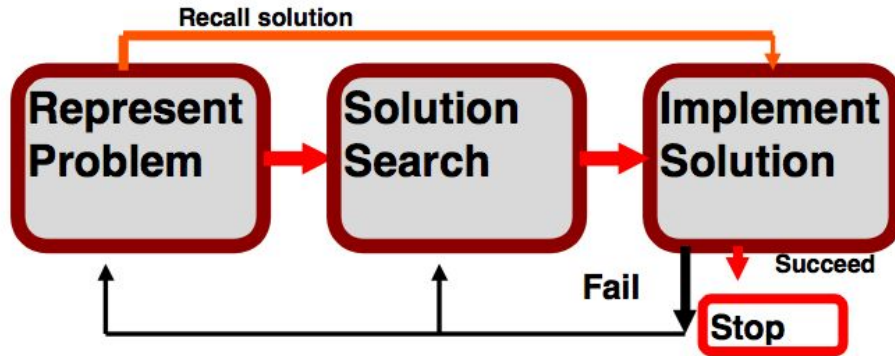 Recall solution
Represent
Problem
Solution
Search
Implement
Solution
Fail
Succeed
Stop